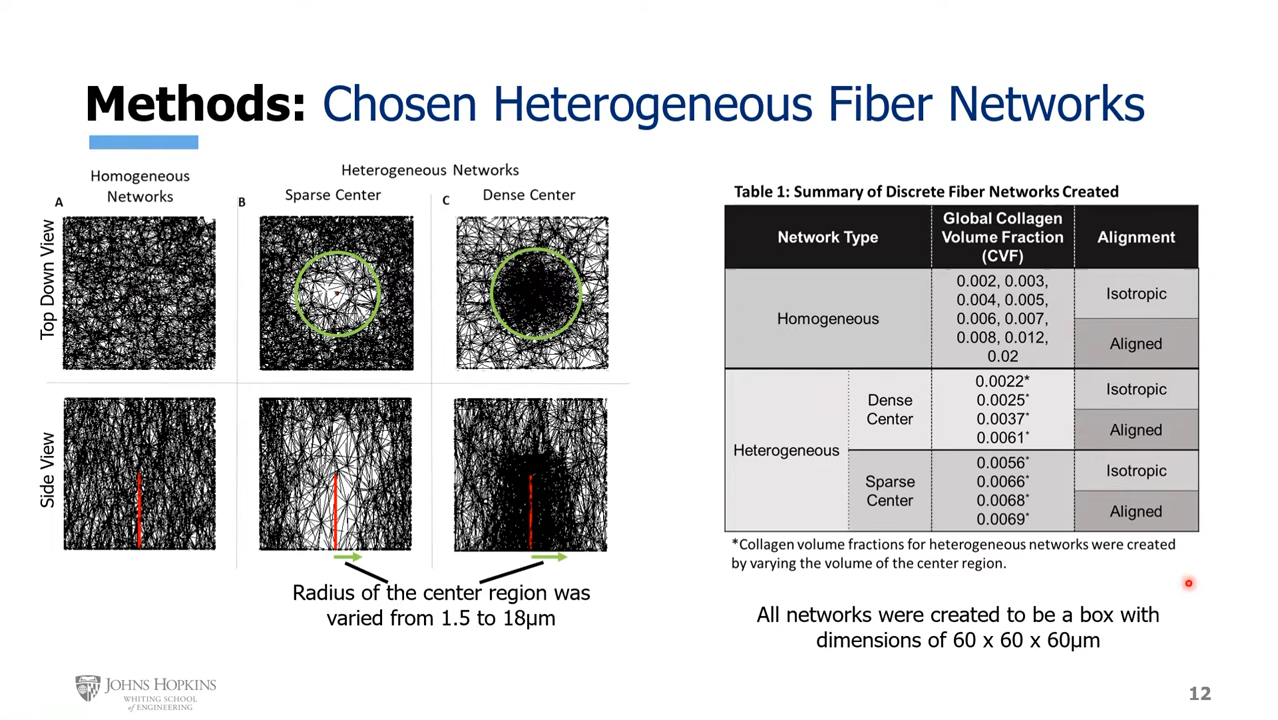 Methods: Chosen Heterogeneous Fiber Networks
Homogeneous
Networks
Heterogeneous Networks
Sparse Center
Dense Center
A
B
C
Top Down View
Side View
Radius of the center region was
varied from 1.5 to 18μm
Table 1: Summary of Discrete Fiber Networks Created
Network Type
Global Collagen
Volume Fraction
(CVF)
Alignment
Homogeneous
0.002, 0.003,
0.004, 0.005,
0.006, 0.007,
0.008, 0.012,
0.02
Isotropic
Aligned
Heterogeneous
Dense
Center
0.0022*
0.0025*
0.0037*
0.0061*
Isotropic
Aligned
Sparse
Center
0.0056*
0.0066*
0.0068*
0.0069*
Isotropic
Aligned
*Collagen volume fractions for heterogeneous networks were created
by varying the volume of the center region.
All networks were created to be a box with
dimensions of 60 x 60 x 60μm
JOHNS HOPKINS
WHITING SCHOOL
of ENGINEERING
12